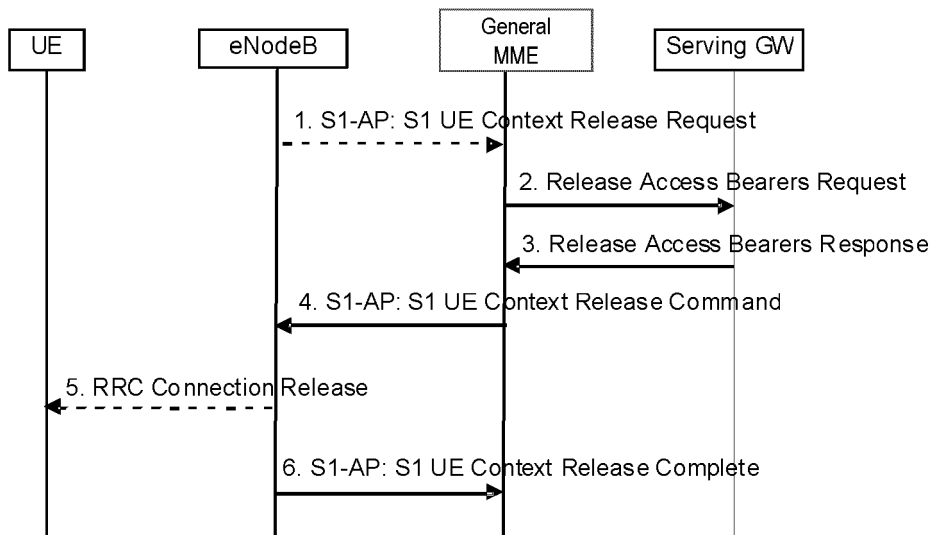 UE
eNodeB
General
MME
Serving GW
1. S1-AP: S1 UE Context Release Request
2. Release Access Bearers Request
3. Release Access Bearers Response
4. S1-AP: S1 UE Context Release Command
5. RRC Connection Release
6. S1-AP: S1 UE Context Release Complete